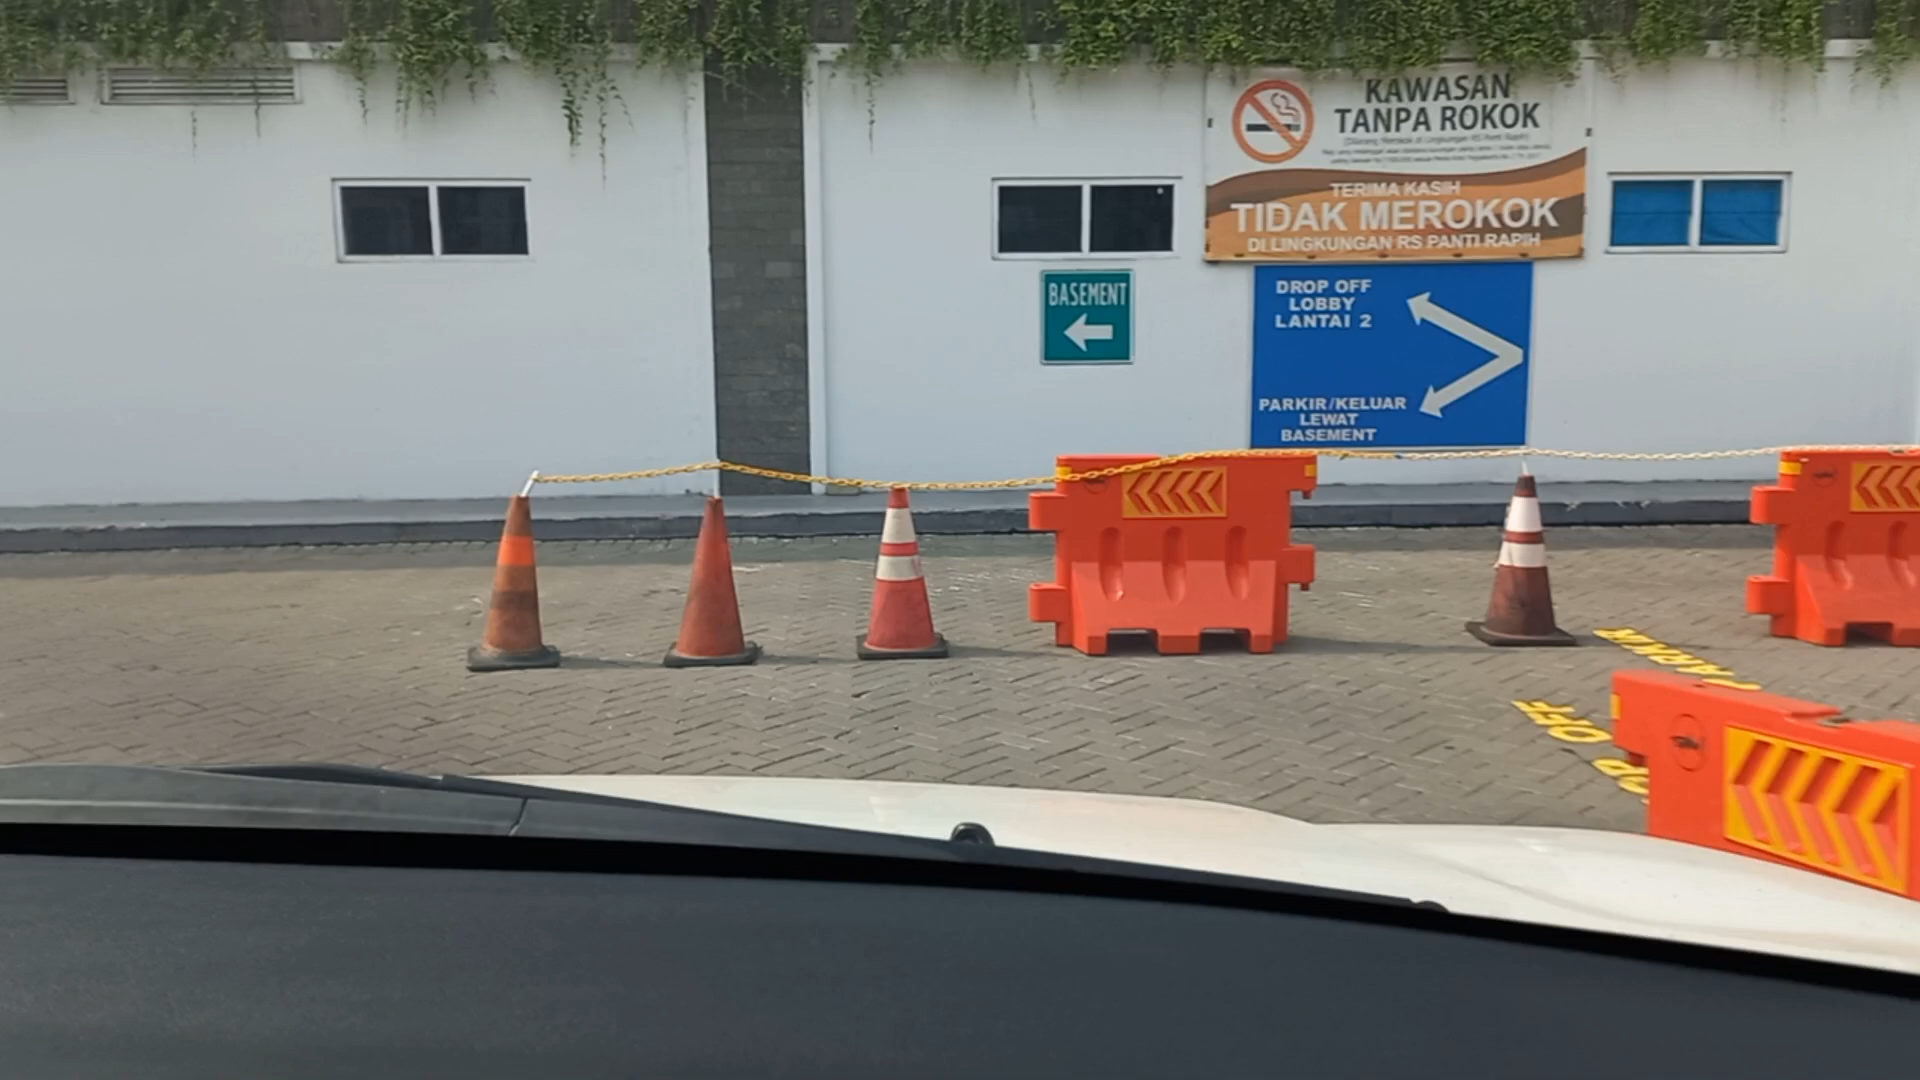 KAWASAN
TANPA ROKOK
TERIMA KASIH
TIDAK MEROKOK
DI LINGKUNGAN RS PANTI RAPIH
BASEMENT
DROP OFF
LOBBY
LANTAI 2
PARKIR/KELUAR
LEWAT
BASEMENT
PARKIR
OFF